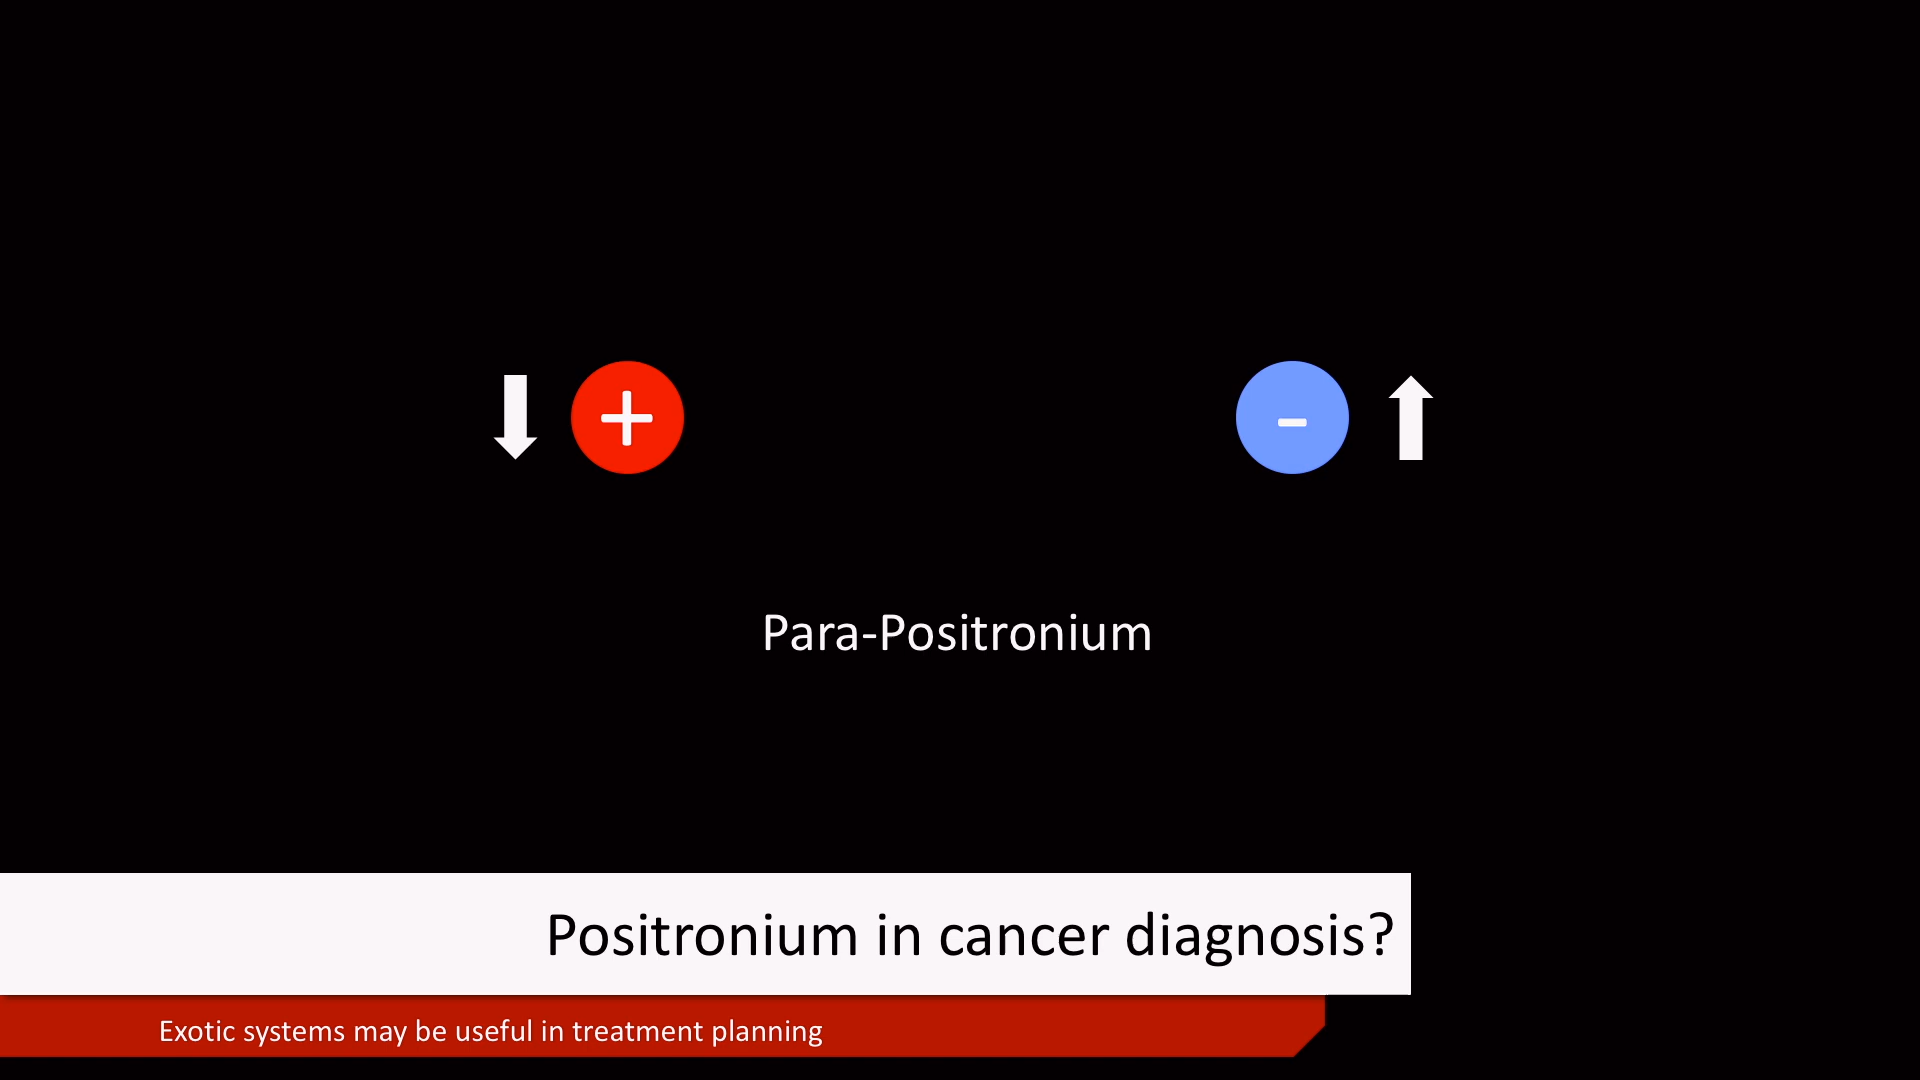 +
-
Para-Positronium
Positronium in cancer diagnosis?
Exotic systems may be useful in treatment planning